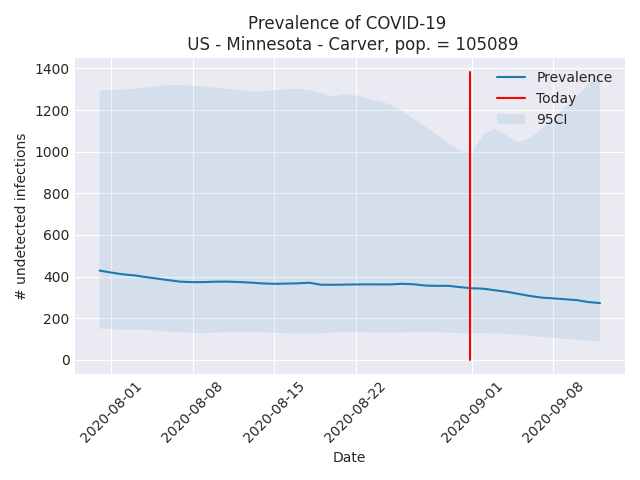 Prevalence of COVID-19
US - Minnesota - Carver, pop. = 105089
Prevalence
Today
95CI
# undetected infections
1400
1200
1000
800
600
400
200
0
2020-08-01
2020-08-08
2020-08-15
2020-08-22
2020-09-01
2020-09-08
Date